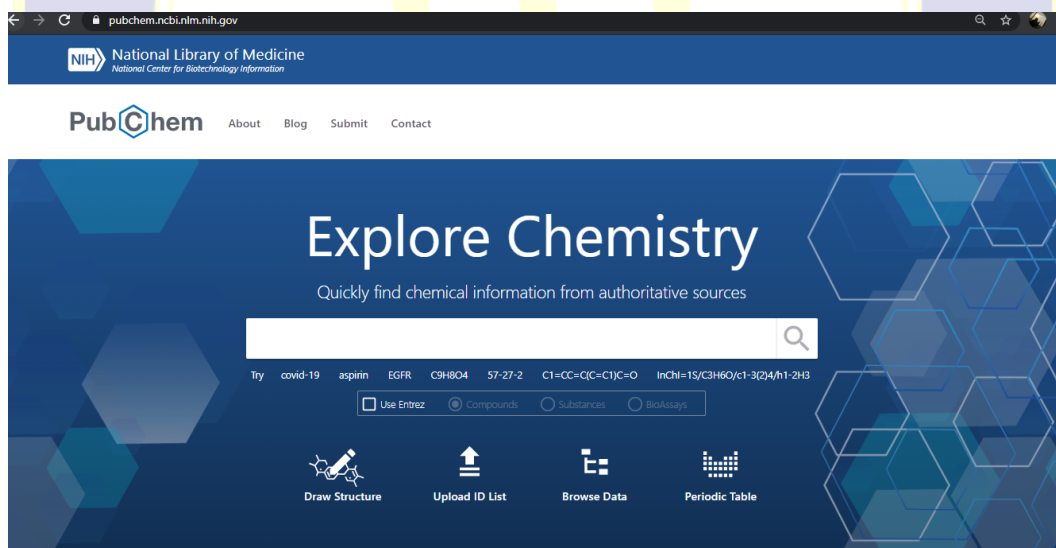 pubchem.ncbi.nlm.nih.gov
NIH National Library of Medicine
National Center for Biotechnology Information
PubChem About Blog Submit Contact
Explore Chemistry
Quickly find chemical information from authoritative sources
Try covid-19 aspirin EGFR C9H8O4 57-27-2 C1=CC=C(C=C1)C=O InChI=1S/C3H6O/c1-3(2)4/h1-2H3
Use Entrez Compounds Substances BioAssays
Draw Structure Upload ID List Browse Data Periodic Table